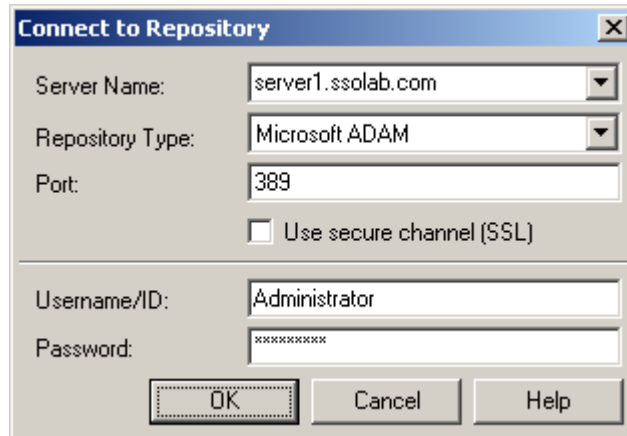 Connect to Repository
Server Name: server1.ssolab.com
Repository Type: Microsoft ADAM
Port: 389
Use secure channel (SSL)
Username/ID: Administrator
Password: *********
OK Cancel Help